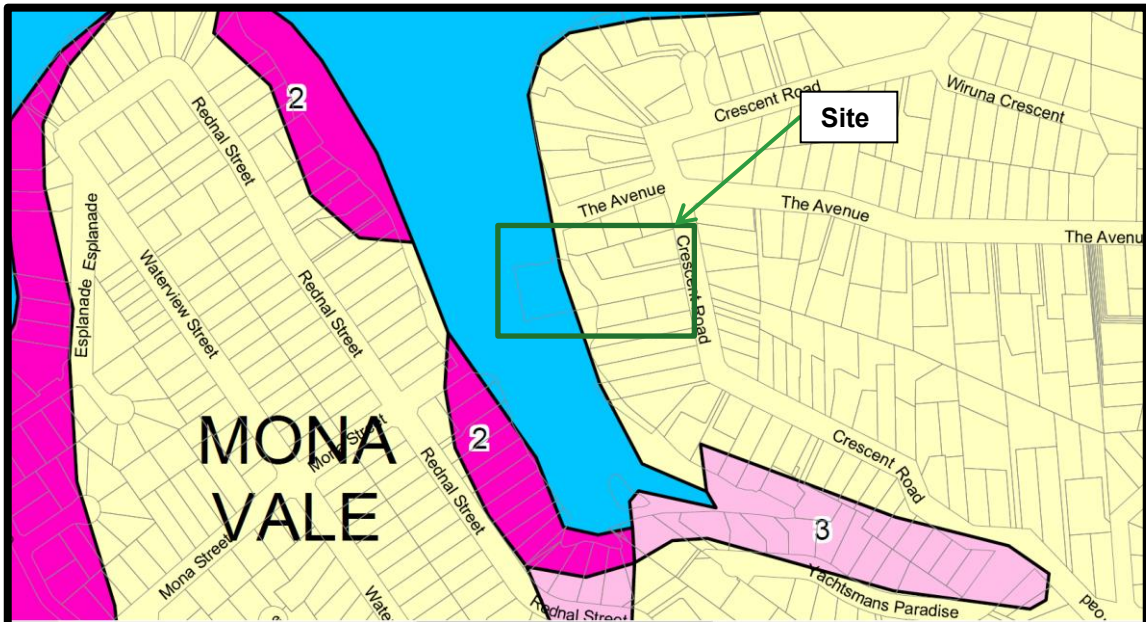 2
Rednal Street
Crescent Road
Wiruna Crescent
Site
The Avenue
The Avenue
The Avenu
Esplanade
Esplanade
Waterview Street
Rednal Street
Crescent Road
MONA
VALE
Mona Street
2
Rednal Street
Crescent Road
3
Mona Street
Yachtsmans Paradise
Wate
Rednal Street
oad